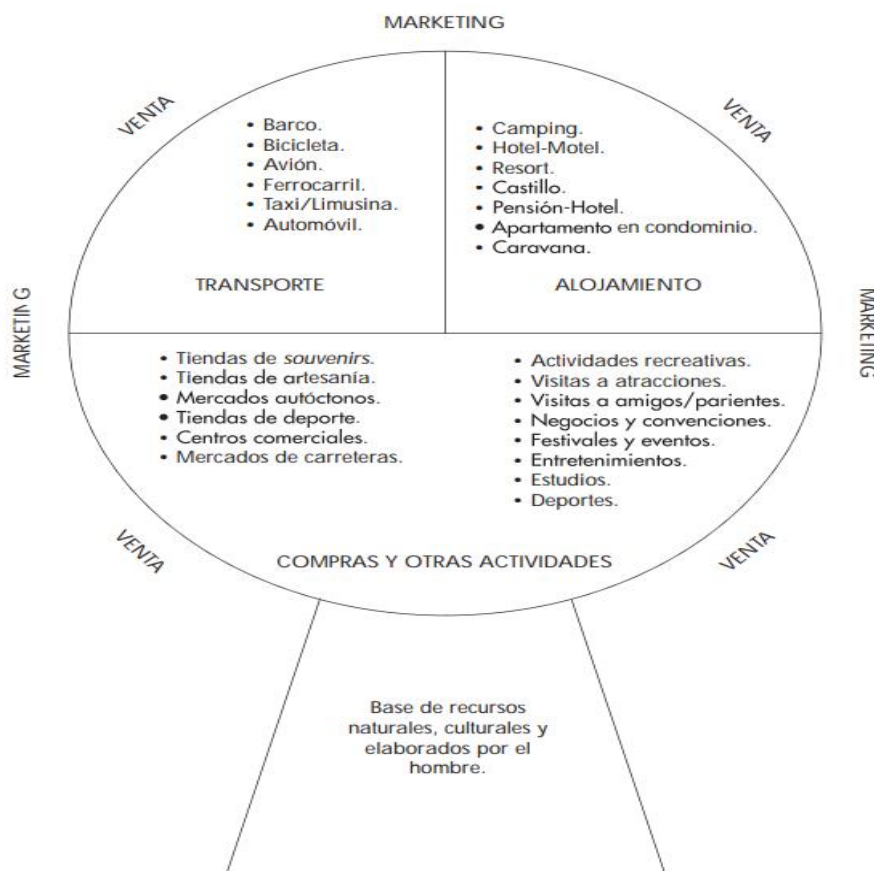 MARKETING
VENTA
VENTA
• Barco.
• Bicicleta.
• Avión.
• Ferrocarril.
• Taxi/Limusina.
• Automóvil.
TRANSPORTE
• Camping.
• Hotel-Motel.
• Resort.
• Castillo.
• Pensión-Hotel.
• Apartamento en condominio.
• Caravana.
ALOJAMIENTO
MARKETING
MARKETING
• Tiendas de souvenirs.
• Tiendas de artesanía.
• Mercados autóctonos.
• Tiendas de deporte.
• Centros comerciales.
• Mercados de carreteras.
• Actividades recreativas.
• Visitas a atracciones.
• Visitas a amigos/parientes.
• Negocios y convenciones.
• Festivales y eventos.
• Entretenimientos.
• Estudios.
• Deportes.
VENTA
COMPRAS Y OTRAS ACTIVIDADES
VENTA
Base de recursos
naturales, culturales y
elaborados por el
hombre.